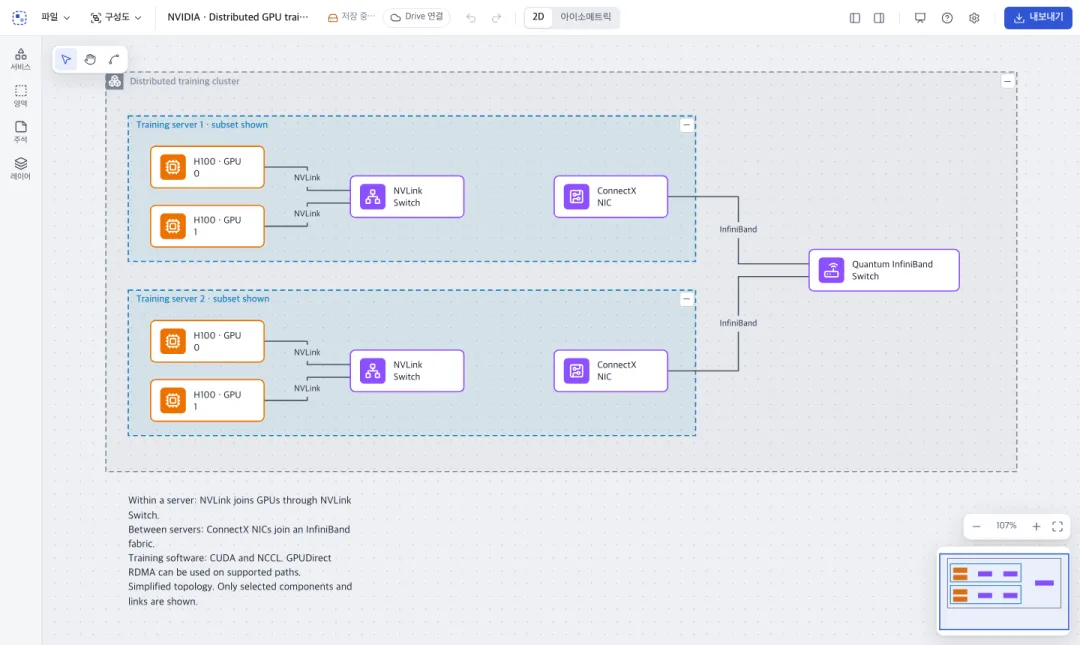 파일
구성도
NVIDIA · Distributed GPU trai···
저장 중···
Drive 연결
2D
아이소메트릭
내보내기
서비스
영역
주석
레이어
Distributed training cluster
Training server 1 · subset shown
H100 · GPU
0
NVLink
NVLink
Switch
ConnectX
NIC
H100 · GPU
1
NVLink
InfiniBand
Quantum InfiniBand
Switch
Training server 2 · subset shown
InfiniBand
H100 · GPU
0
NVLink
NVLink
Switch
ConnectX
NIC
H100 · GPU
1
NVLink
Within a server: NVLink joins GPUs through NVLink
Switch.
Between servers: ConnectX NICs join an InfiniBand
fabric.
Training software: CUDA and NCCL. GPUDirect
RDMA can be used on supported paths.
Simplified topology. Only selected components and
links are shown.
107%